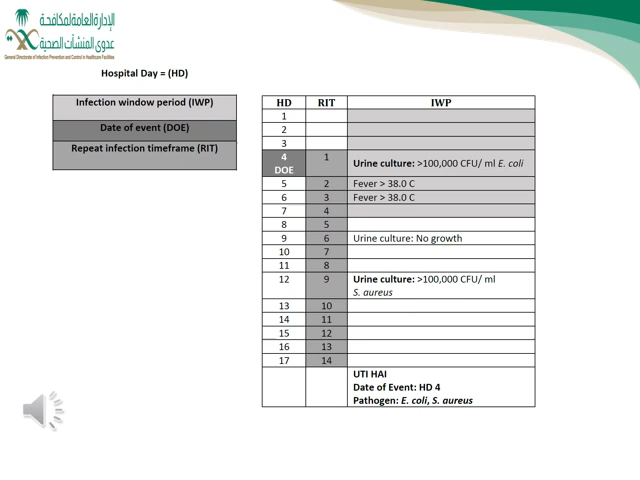 الإدارة العامة لمكافحة
عدوى المنشآت الصحية
General Directorate of Infection Prevention and Control in Healthcare Facilities
Hospital Day = (HD)
Infection window period (IWP)
Date of event (DOE)
Repeat infection timeframe (RIT)
HD RIT IWP
1
2
3
4 DOE 1 Urine culture: >100,000 CFU/ ml E. coli
5 2 Fever > 38.0 C
6 3 Fever > 38.0 C
7 4
8 5
9 6 Urine culture: No growth
10 7
11 8
12 9 Urine culture: >100,000 CFU/ ml
S. aureus
13 10
14 11
15 12
16 13
17 14
UTI HAI
Date of Event: HD 4
Pathogen: E. coli, S. aureus